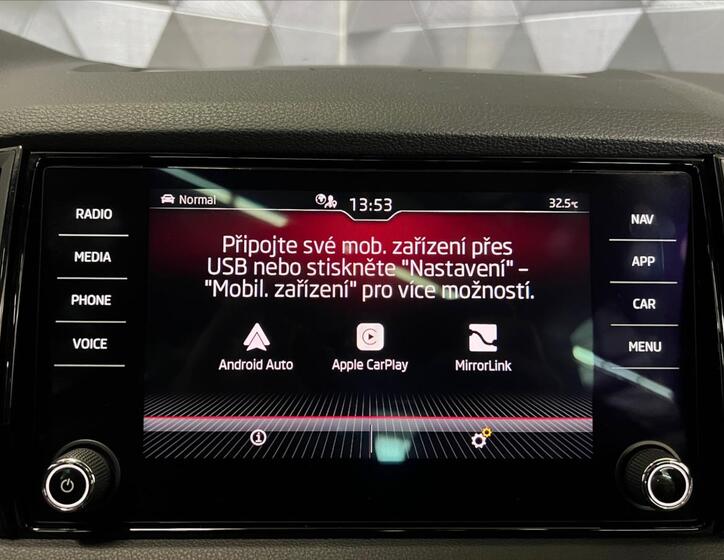 Normal
13:53
32.5°C
RADIO
MEDIA
PHONE
VOICE
NAV
APP
CAR
MENU
Připojte své mob. zařízení přes
USB nebo stiskněte "Nastavení" –
"Mobil. zařízení" pro více možností.
Android Auto
Apple CarPlay
MirrorLink